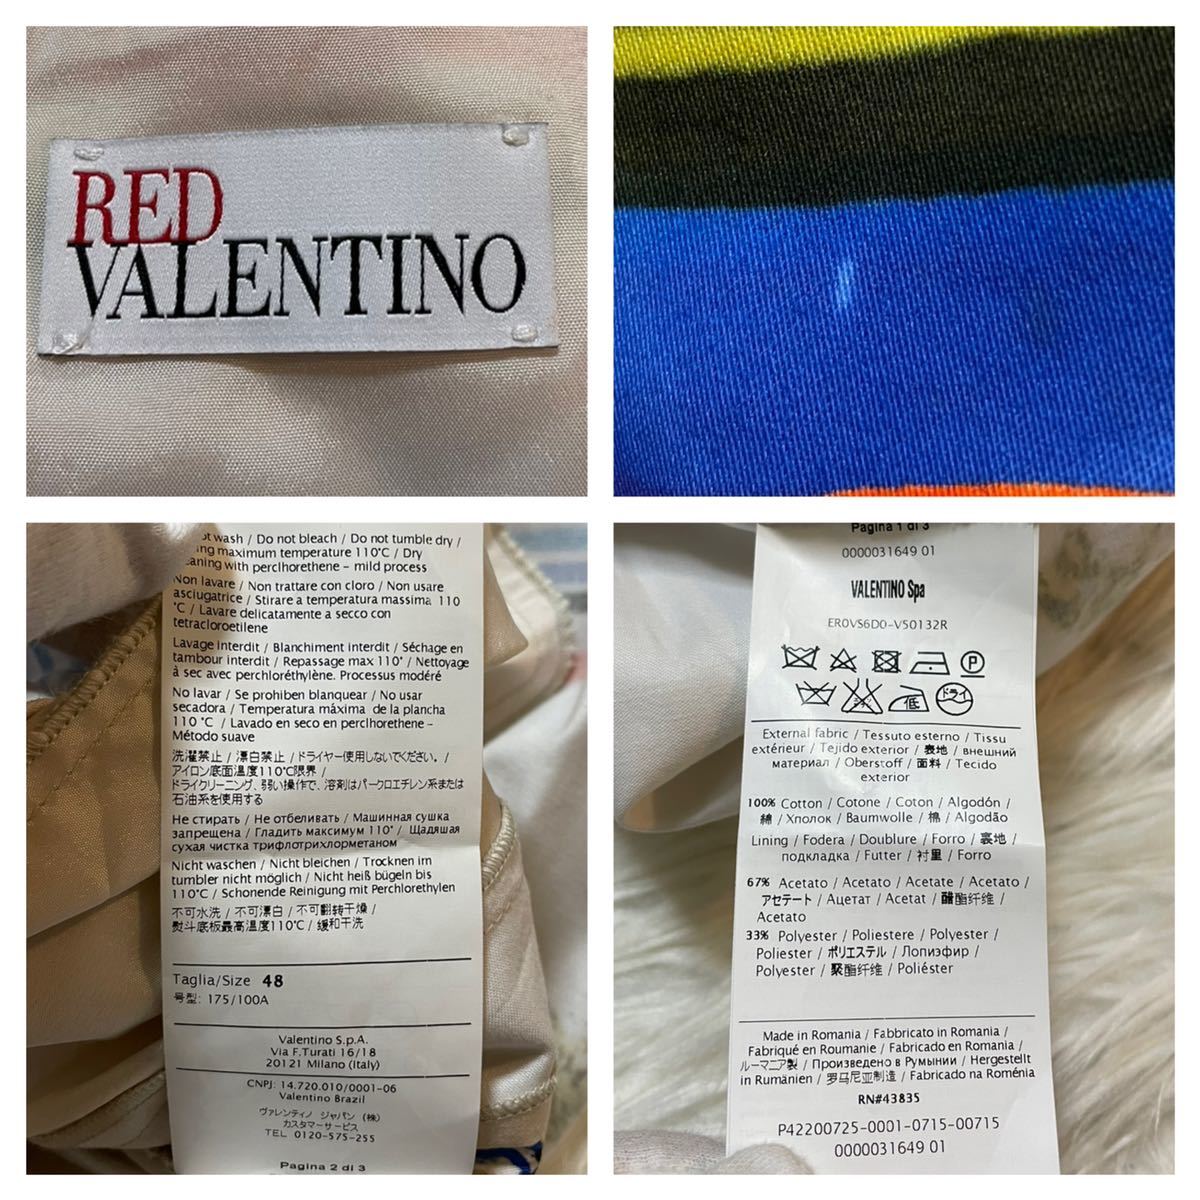 RED
VALENTINO
wash / Do not bleach / Do not tumble dry /
maximum temperature 110°C / Dry
with perclhorethene - mild process
Non lavare / Non trattare con cloro / Non usare
asciugatrice / Stirare a temperatura massima 110
°C / Lavare delicatamente a secco con
tetracloroetilene
Lavage interdit / Blanchiment interdit / Séchage en
tambour interdit / Repassage max 110° / Nettoyage
à sec avec perchloréthylène. Processus modéré
No lavar / Se prohiben blanquear / No usar
secadora / Temperatura máxima de la plancha
110 °C / Lavado en seco en perclhorethene -
Método suave
洗濯禁止 / 漂白禁止 / ドライヤー使用しないでください。 /
アイロン底面温度110℃限界 /
ドライクリーニング、弱い操作で、溶剤はパークロエチレン系または
石油系を使用する
Не стирать / Не отбеливать / Машинная сушка
запрещена / Гладить максимум 110° / Щадяшая
сухая чистка трифлотрихлорметаном
Nicht waschen / Nicht bleichen / Trocknen im
tumbler nicht möglich / Nicht heiß bügeln bis
110°C / Schonende Reinigung mit Perchlorethylen
不可水洗 / 不可漂白 / 不可翻转干燥 /
熨斗底板最高温度110℃ / 缓和干洗
Taglia/Size 48
号型: 175/100A
Valentino S.p.A.
Via F.Turati 16/18
20121 Milano (Italy)
CNPJ: 14.720.010/0001-06
Valentino Brazil
ヴァレンティノ ジャパン (株)
カスタマーサービス
TEL 0120-575-255
Pagina 2 di 3
Pagina 1 di 3
0000031649 01
VALENTINO Spa
ER0VS6D0-V50132R
P
低 ドライ
External fabric / Tessuto esterno / Tissu
extérieur / Tejido exterior / 表地 / внешний
материал / Oberstoff / 面料 / Tecido
exterior
100% Cotton / Cotone / Coton / Algodón /
綿 / Хлопок / Baumwolle / 棉 / Algodão
Lining / Fodera / Doublure / Forro / 裏地 /
подкладка / Futter / 衬里 / Forro
67% Acetato / Acetato / Acetate / Acetato /
アセテート / Ацетат / Acetat / 醋酯纤维 /
Acetato
33% Polyester / Poliestere / Polyester /
Poliester / ポリエステル / Лопиэфир /
Polyester / 聚酯纤维 / Poliéster
Made in Romania / Fabbricato in Romania /
Fabriqué en Roumanie / Fabricado en Romania /
ルーマニア製 / Произведено в Румынии / Hergestellt
in Rumänien / 罗马尼亚制造 / Fabricado na Roménia
RN#43835
P42200725-0001-0715-00715
0000031649 01